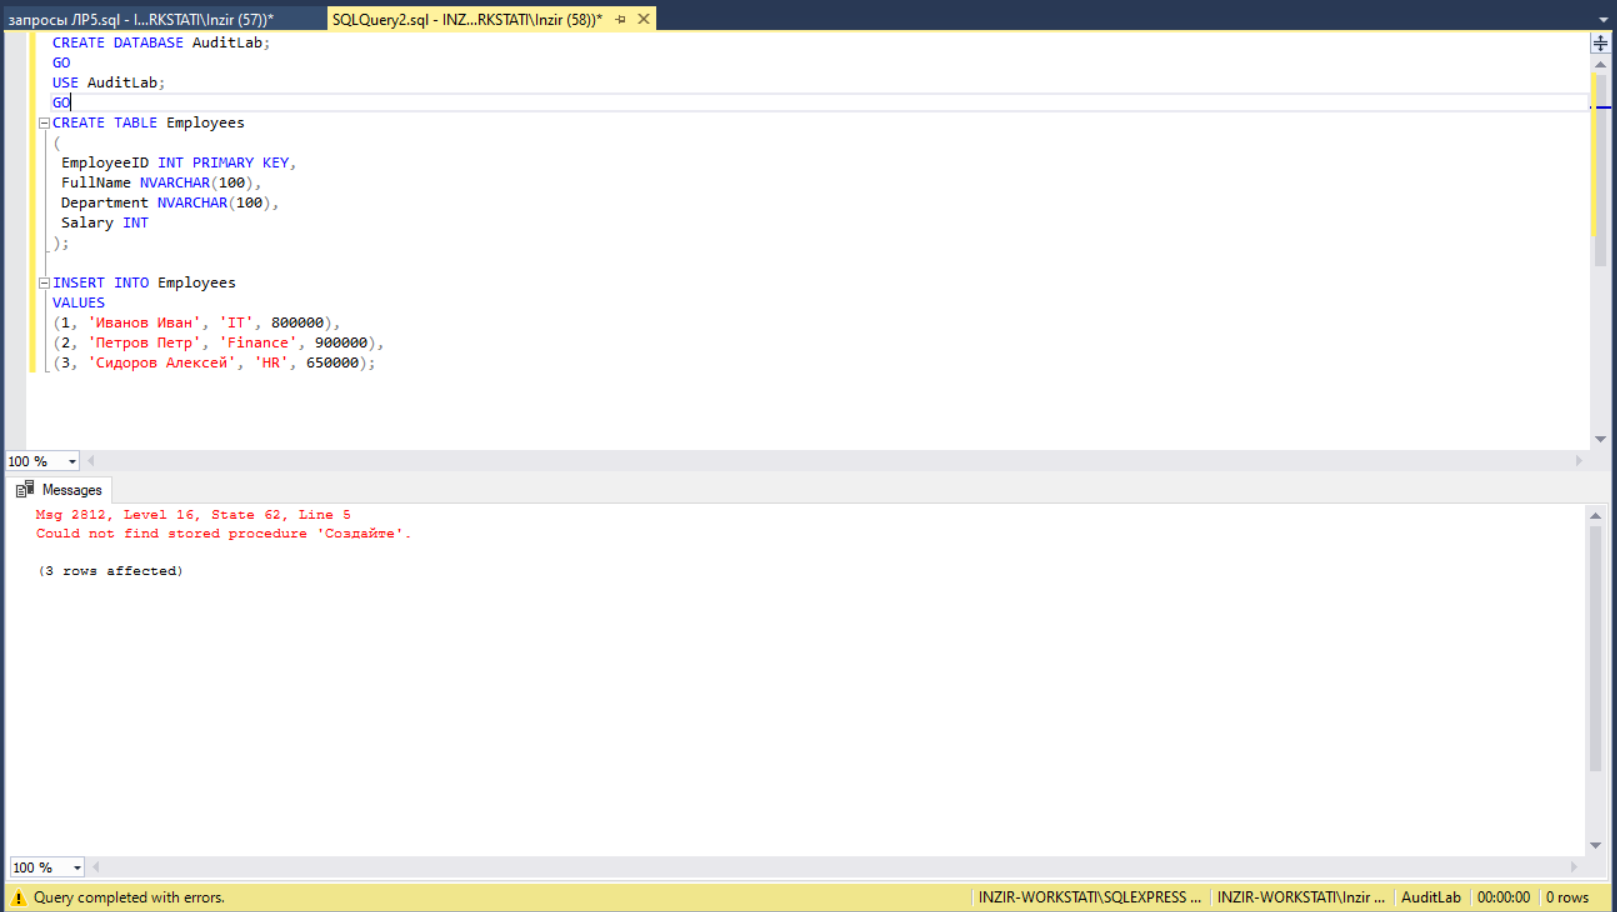 запросы ЛР5.sql - I...RKSTATI\Inzir (57))*
SQLQuery2.sql - INZ...RKSTATI\Inzir (58))*
CREATE DATABASE AuditLab;
GO
USE AuditLab;
GO
CREATE TABLE Employees
(
EmployeeID INT PRIMARY KEY,
FullName NVARCHAR(100),
Department NVARCHAR(100),
Salary INT
);
INSERT INTO Employees
VALUES
(1, 'Иванов Иван', 'IT', 800000),
(2, 'Петров Петр', 'Finance', 900000),
(3, 'Сидоров Алексей', 'HR', 650000);
100 %
Messages
Msg 2812, Level 16, State 62, Line 5
Could not find stored procedure 'Создайте'.
(3 rows affected)
100 %
Query completed with errors.
INZIR-WORKSTATI\SQLEXPRESS ...
INZIR-WORKSTATI\Inzir ...
AuditLab
00:00:00
0 rows